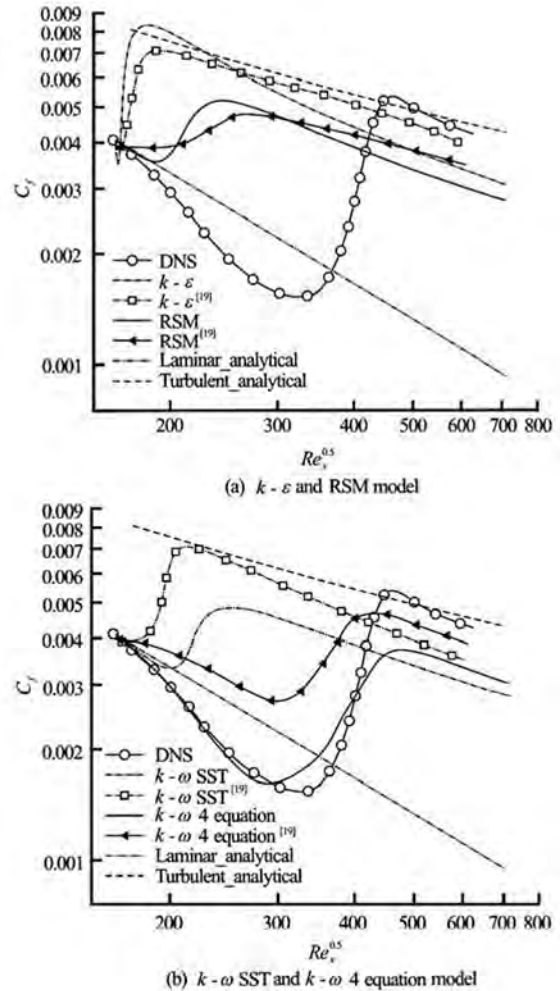 0.009
0.008
0.007
0.006
0.005
0.004
0.003
0.002
0.001
C_f
DNS
k - ε
k - ε[19]
RSM
RSM[19]
Laminar_analytical
Turbulent_analytical
200 300 400 500 600 700 800
Re_x^0.5
(a) k - ε and RSM model
0.009
0.008
0.007
0.006
0.005
0.004
0.003
0.002
0.001
C_f
DNS
k - ω SST
k - ω SST[19]
k - ω 4 equation
k - ω 4 equation [19]
Laminar_analytical
Turbulent_analytical
200 300 400 500 600 700 800
Re_x^0.5
(b) k - ω SST and k - ω 4 equation model